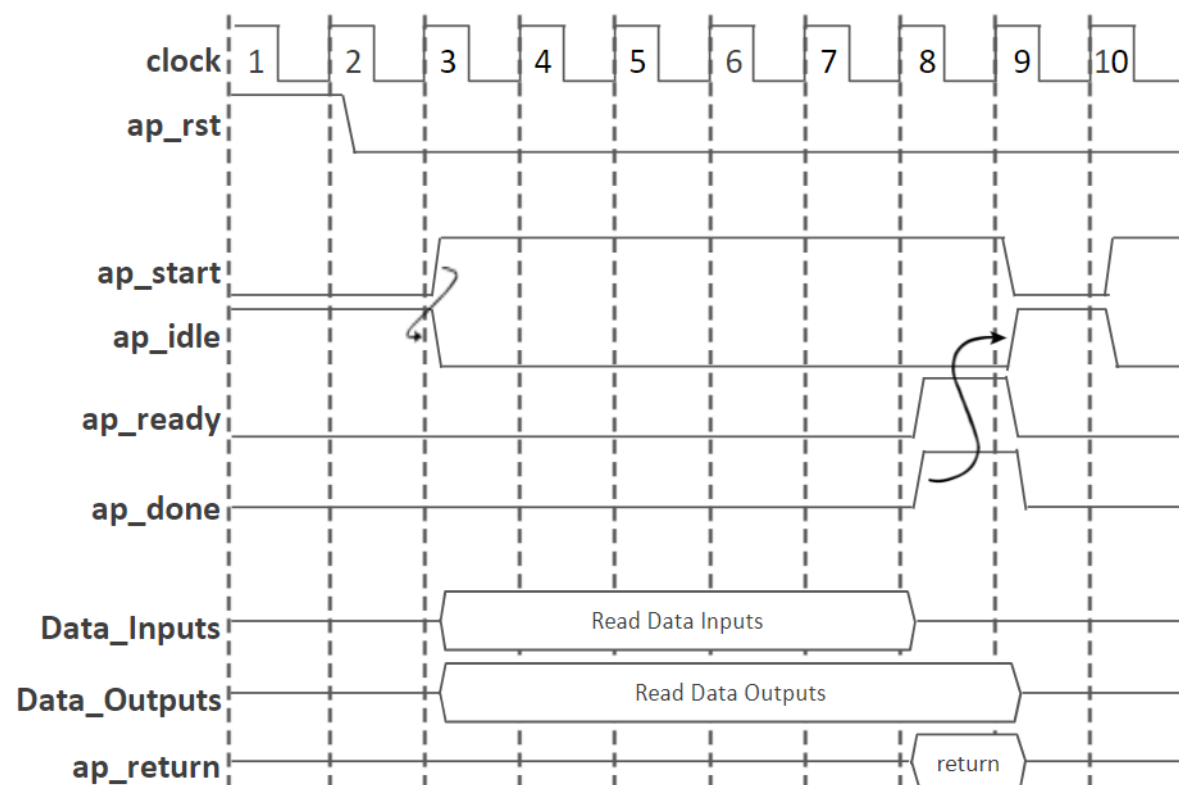 clock 1 2 3 4 5 6 7 8 9 10
ap_rst
ap_start
ap_idle
ap_ready
ap_done
Data_Inputs Read Data Inputs
Data_Outputs Read Data Outputs
ap_return return